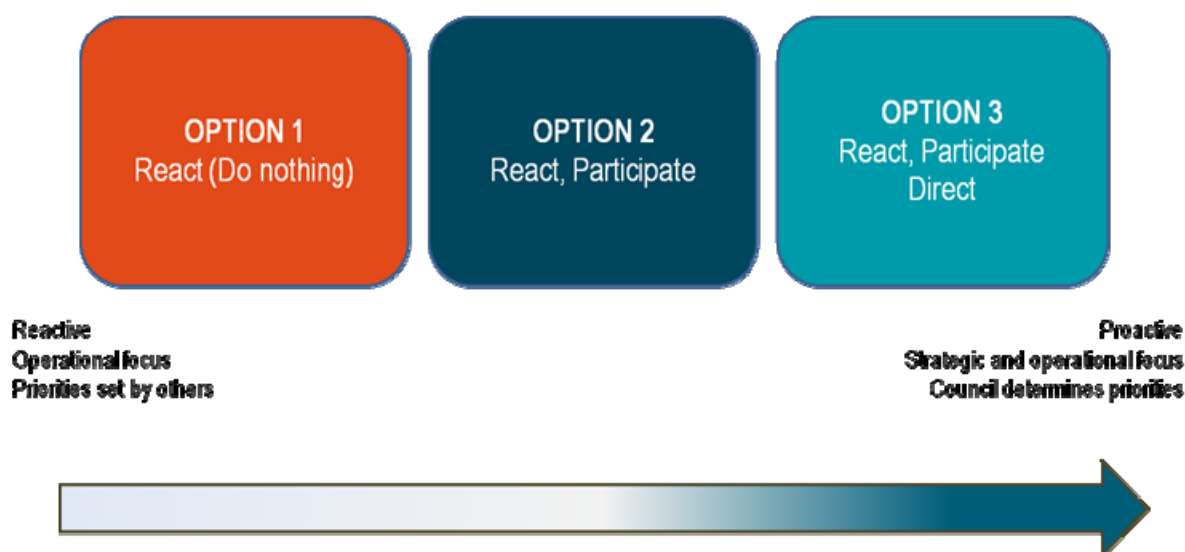 OPTION 1
React (Do nothing)
OPTION 2
React, Participate
OPTION 3
React, Participate
Direct
Reactive
Operational focus
Priorities set by others
Proactive
Strategic and operational focus
Council determines priorities